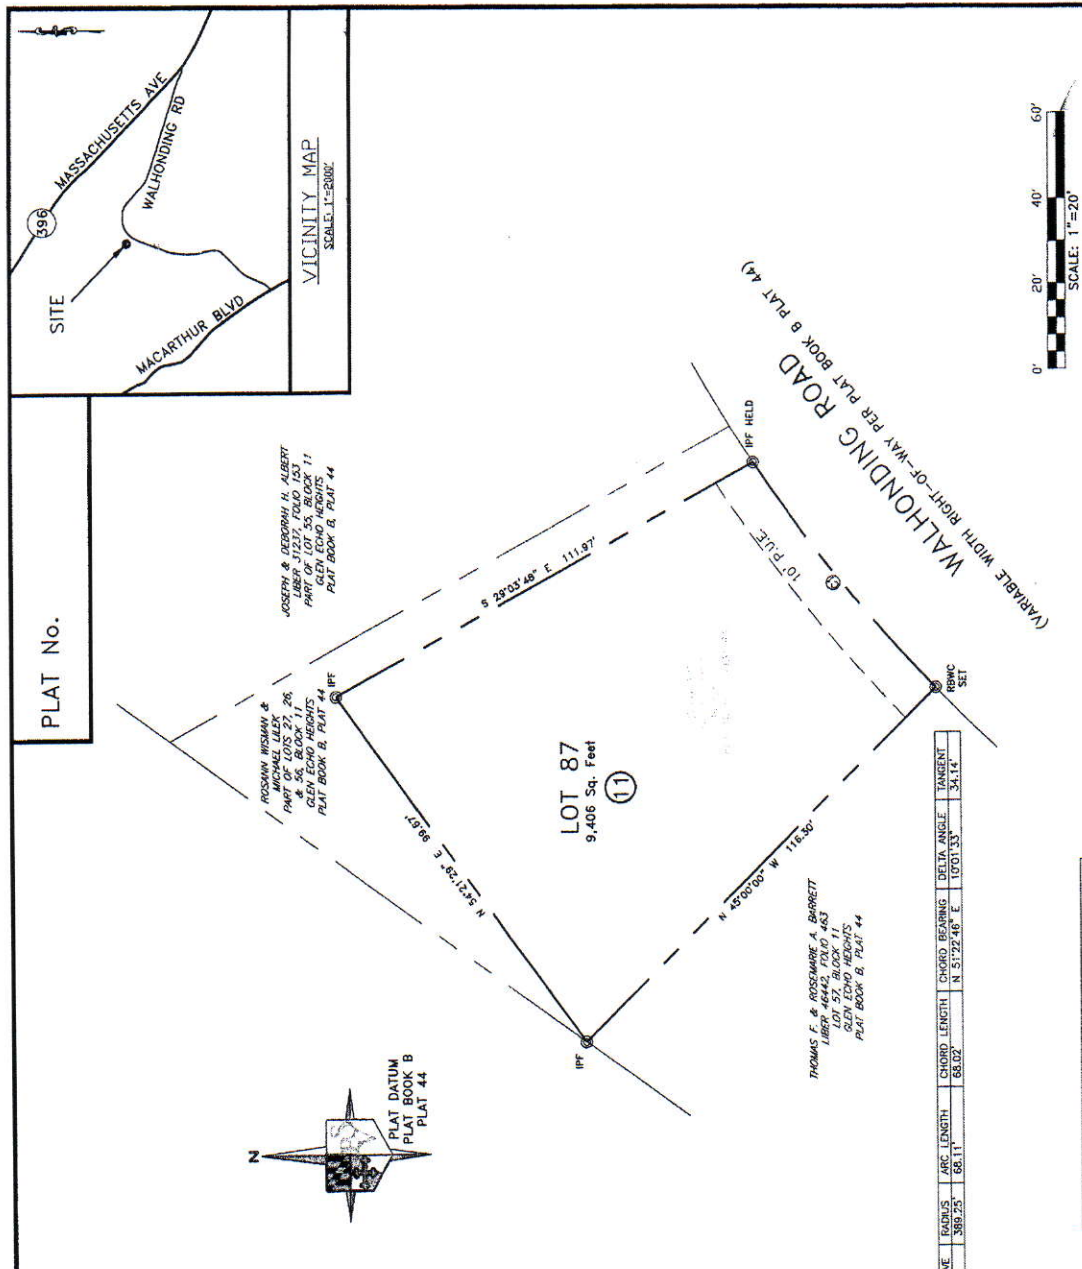 PLAT No.
396
MASSACHUSETTS AVE
WALHONDING RD
SITE
MACARTHUR BLVD
VICINITY MAP
SCALE: 1"=2000'
JOSEPH & DEBORAH H. ALBERT
LIBER 31237, FOLIO 153
PART OF LOT 55, BLOCK 11
GLEN ECHO HEIGHTS
PLAT BOOK B, PLAT 44
ROSANN WISMAN &
MICHAEL LILEK
PART OF LOTS 27, 26,
& 56, BLOCK 11
GLEN ECHO HEIGHTS
PLAT BOOK B, PLAT 44
IPF
S 29°03'48" E 111.97'
IPF HELD
N 54°21'29" E 99.67'
LOT 87
9,406 Sq. Feet
11
10' P.U.E.
C1
WALHONDING ROAD
(VARIABLE WIDTH RIGHT-OF-WAY PER PLAT BOOK B PLAT 44)
N 45°00'00" W 116.30'
IPF
RBWC
SET
THOMAS F. & ROSEMARIE A. BARRETT
LIBER 46442, FOLIO 463
LOT 57, BLOCK 11
GLEN ECHO HEIGHTS
PLAT BOOK B, PLAT 44
N
PLAT DATUM
PLAT BOOK B
PLAT 44
0' 20' 40' 60'
SCALE: 1"=20'
VE RADIUS ARC LENGTH CHORD LENGTH CHORD BEARING DELTA ANGLE TANGENT
389.25' 68.11' 68.02' N 51°22'46" E 10°01'33" 34.14'